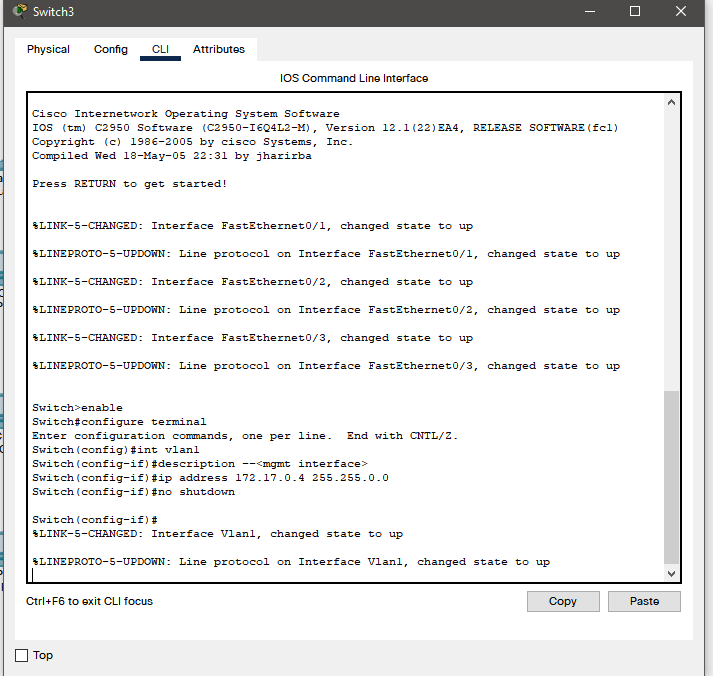 Switch3
Physical Config CLI Attributes
IOS Command Line Interface
Cisco Internetwork Operating System Software
IOS (tm) C2950 Software (C2950-I6Q4L2-M), Version 12.1(22)EA4, RELEASE SOFTWARE(fc1)
Copyright (c) 1986-2005 by cisco Systems, Inc.
Compiled Wed 18-May-05 22:31 by jharirba
Press RETURN to get started!
%LINK-5-CHANGED: Interface FastEthernet0/1, changed state to up
%LINEPROTO-5-UPDOWN: Line protocol on Interface FastEthernet0/1, changed state to up
%LINK-5-CHANGED: Interface FastEthernet0/2, changed state to up
%LINEPROTO-5-UPDOWN: Line protocol on Interface FastEthernet0/2, changed state to up
%LINK-5-CHANGED: Interface FastEthernet0/3, changed state to up
%LINEPROTO-5-UPDOWN: Line protocol on Interface FastEthernet0/3, changed state to up
Switch>enable
Switch#configure terminal
Enter configuration commands, one per line.  End with CNTL/Z.
Switch(config)#int vlan1
Switch(config-if)#description --<mgmt interface>
Switch(config-if)#ip address 172.17.0.4 255.255.0.0
Switch(config-if)#no shutdown
Switch(config-if)#
%LINK-5-CHANGED: Interface Vlan1, changed state to up
%LINEPROTO-5-UPDOWN: Line protocol on Interface Vlan1, changed state to up
Ctrl+F6 to exit CLI focus
Copy Paste
Top